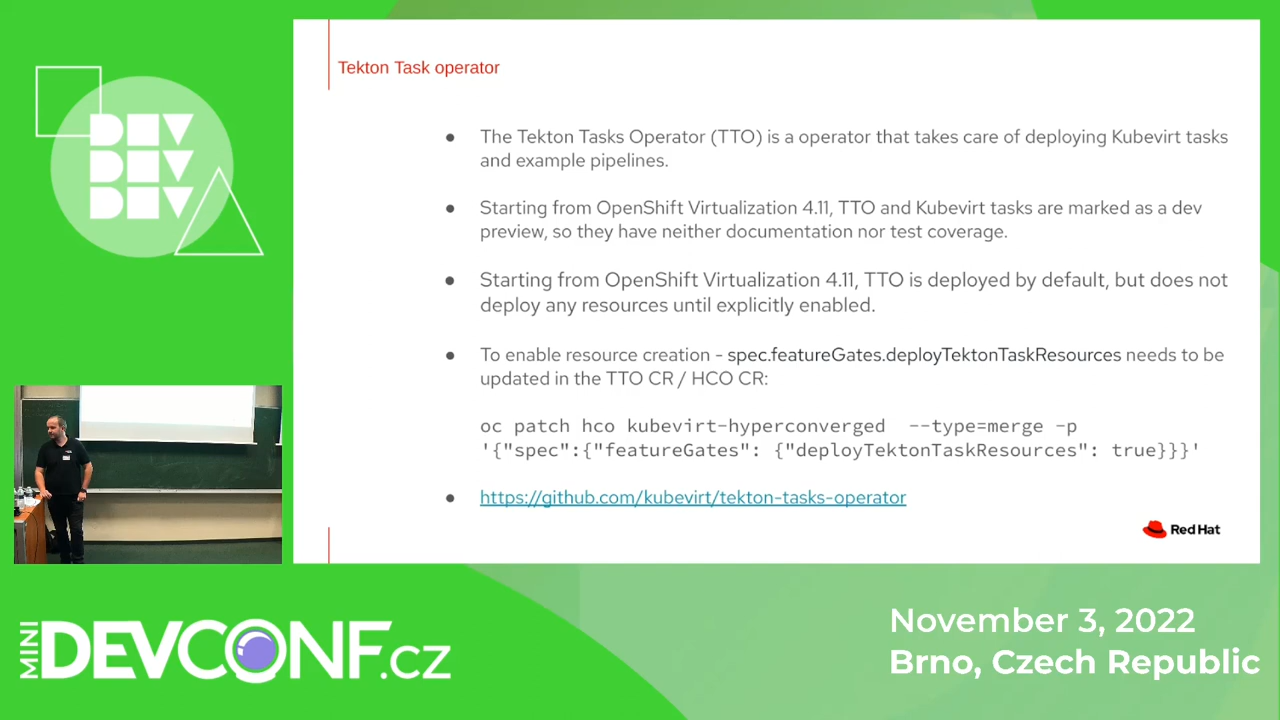 DEV
DEV
DEV
Tekton Task operator
● The Tekton Tasks Operator (TTO) is a operator that takes care of deploying Kubevirt tasks
and example pipelines.
● Starting from OpenShift Virtualization 4.11, TTO and Kubevirt tasks are marked as a dev
preview, so they have neither documentation nor test coverage.
● Starting from OpenShift Virtualization 4.11, TTO is deployed by default, but does not
deploy any resources until explicitly enabled.
● To enable resource creation - spec.featureGates.deployTektonTaskResources needs to be
updated in the TTO CR / HCO CR:
oc patch hco kubevirt-hyperconverged --type=merge -p
'{"spec":{"featureGates": {"deployTektonTaskResources": true}}}'
● https://github.com/kubevirt/tekton-tasks-operator
Red Hat
MINI
DEVCONF.cz
November 3, 2022
Brno, Czech Republic